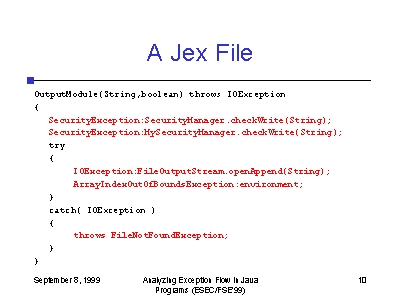 A Jex File
OutputModule(String,boolean) throws IOException
{
SecurityException:SecurityManager.checkWrite(String);
SecurityException:MySecurityManager.checkWrite(String);
try
{
IOException:FileOutputStream.openAppend(String);
ArrayIndexOutOfBoundsException:environment;
}
catch( IOException )
{
throws FileNotFoundException;
}
}
September 8, 1999
Analyzing Exception Flow in Java
Programs (ESEC/FSE'99)
10